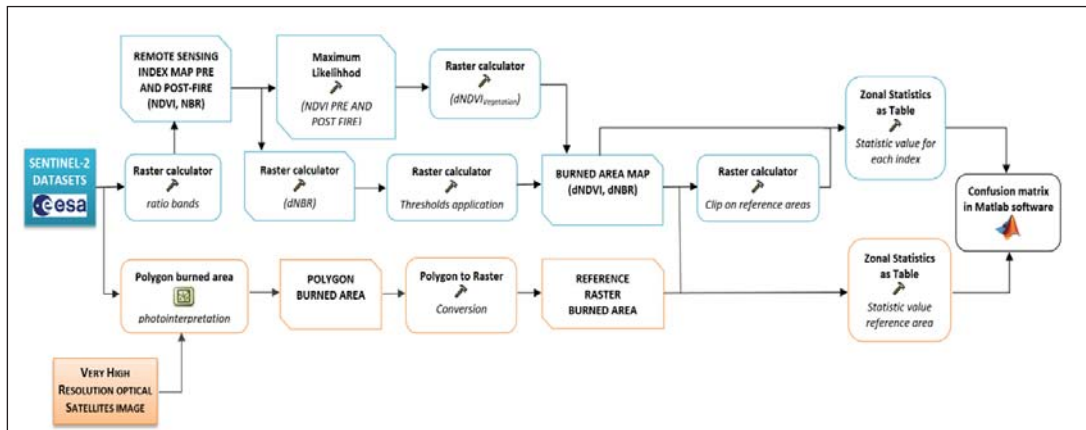 REMOTE SENSING
INDEX MAP PRE
AND POST-FIRE
(NDVI, NBR)
Maximum
Likelihhod
(NDVI PRE AND
POST FIRE)
Raster calculator
(dNDVIVegetation)
Zonal Statistics
as Table
Statistic value for
each index
SENTINEL-2
DATASETS
esa
Raster calculator
ratio bands
Raster calculator
(dNBR)
Raster calculator
Thresholds application
BURNED AREA MAP
(dNDVI, dNBR)
Raster calculator
Clip on reference areas
Confusion matrix
in Matlab software
Polygon burned area
photointerpretation
POLYGON
BURNED AREA
Polygon to Raster
Conversion
REFERENCE
RASTER
BURNED AREA
Zonal Statistics
as Table
Statistic value
reference area
VERY HIGH
RESOLUTION OPTICAL
SATELLITES IMAGE